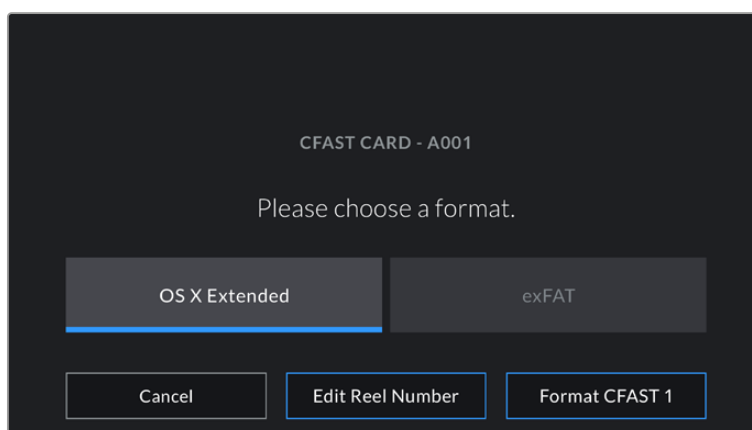 CFAST CARD - A001
Please choose a format.
OS X Extended exFAT
Cancel Edit Reel Number Format CFAST 1